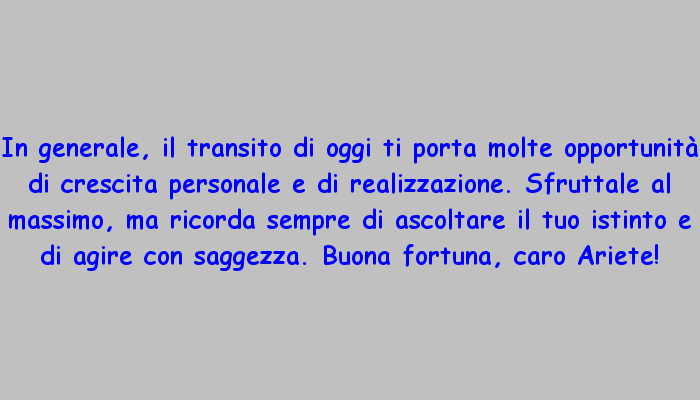 In generale, il transito di oggi ti porta molte opportunità
di crescita personale e di realizzazione. Sfruttale al
massimo, ma ricorda sempre di ascoltare il tuo istinto e
di agire con saggezza. Buona fortuna, caro Ariete!